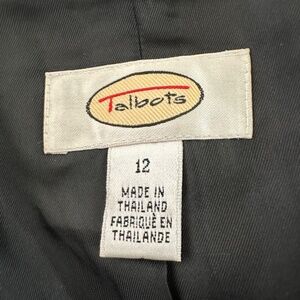 Talbots
12
MADE IN
THAILAND
FABRIQUÉ EN
THAILANDE